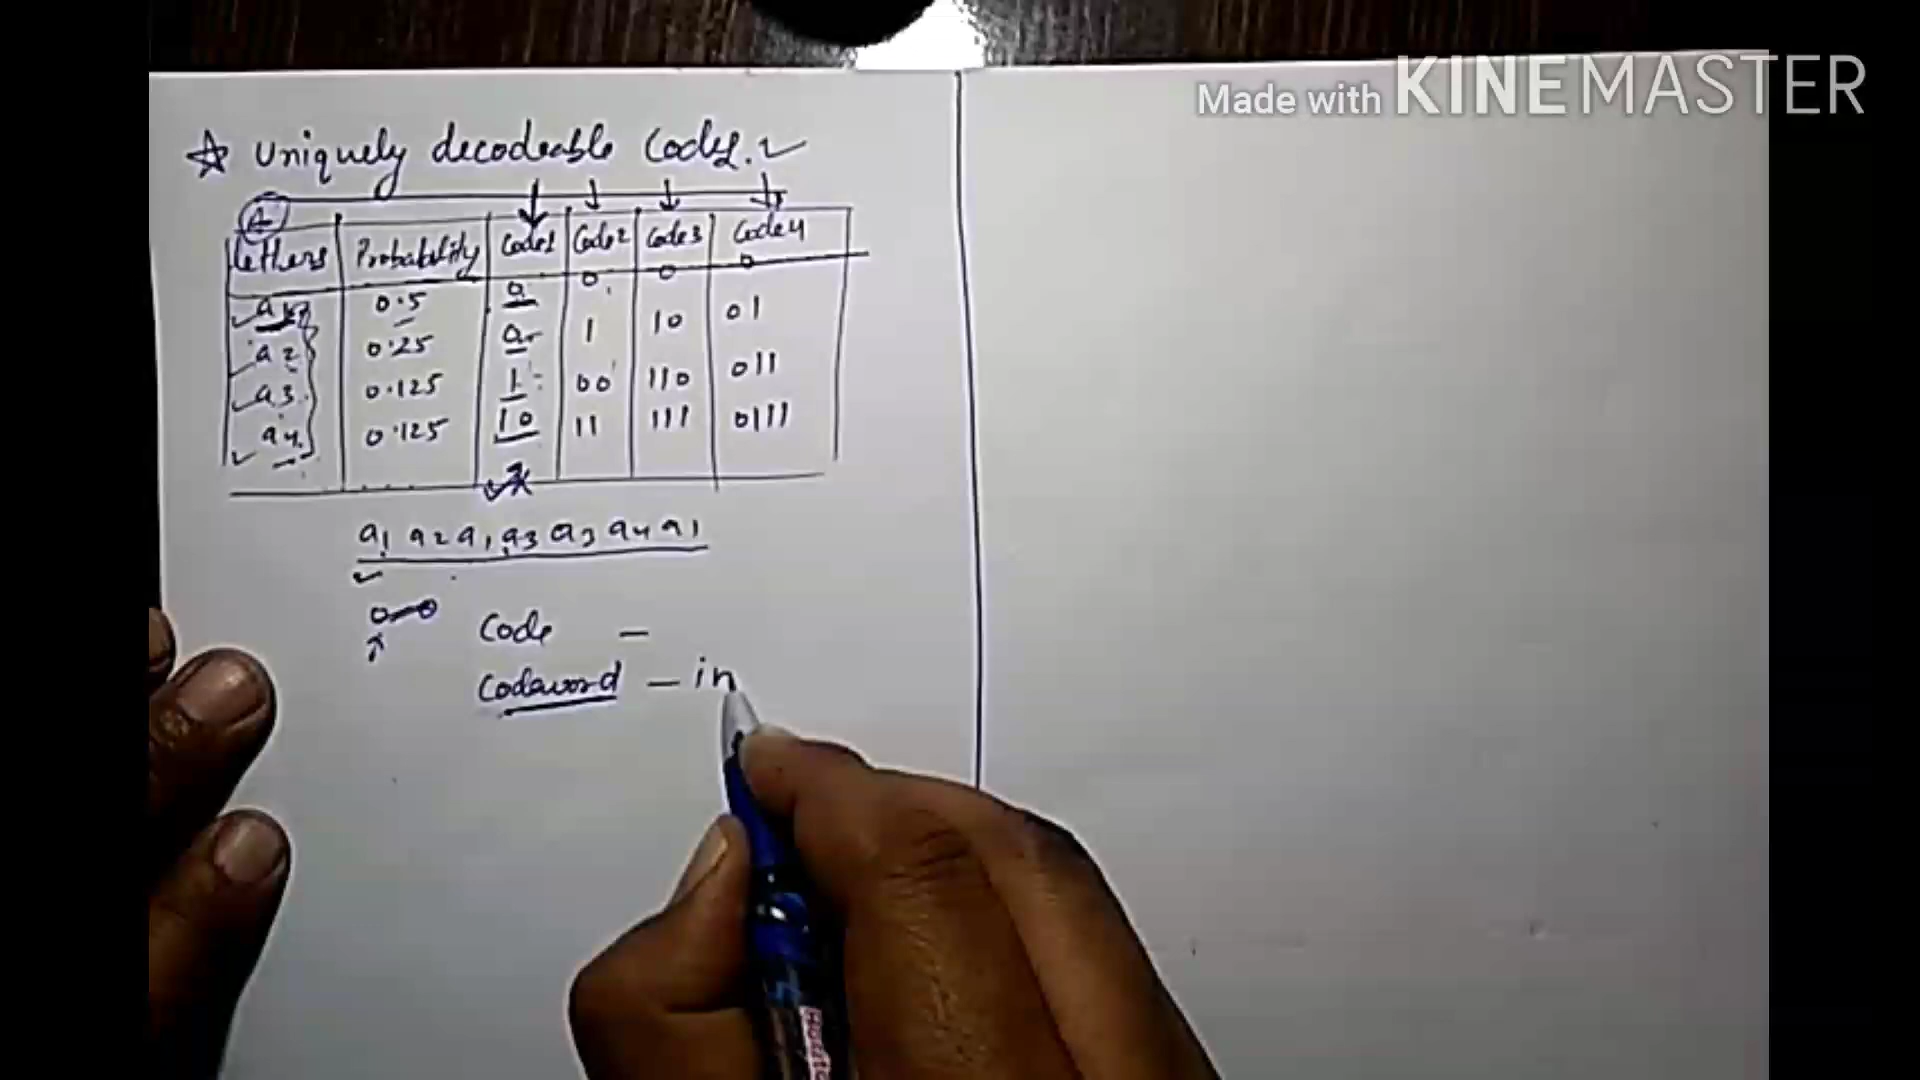 Made with KINEMASTER
☆ Uniquely decodeable Codes.
A
letters Probability Code1 Code2 Code3 Code4
a1 0.5 0 0 0 0
a2 0.25 0 1 10 01
a3 0.125 1 00 110 011
a4 0.125 10 11 111 0111
a1 a2 a1 a3 a3 a4 a1
0 0
Code –
Codeword – in